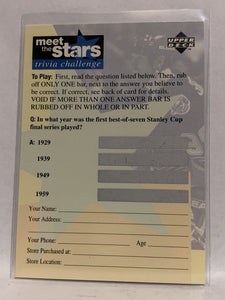 meet
the stars
trivia challenge
UPPER
DECK
To Play: First, read the question listed below. Then, rub
off ONLY ONE bar, next to the answer you believe to
be correct. If correct, see back of card for details.
VOID IF MORE THAN ONE ANSWER BAR IS
RUBBED OFF IN WHOLE OR IN PART.
Q: In what year was the first best-of-seven Stanley Cup
final series played?
A: 1929
1939
1949
1959
Your Name:
Your Address:
Your Phone: Age
Store Purchased at:
Store Location: